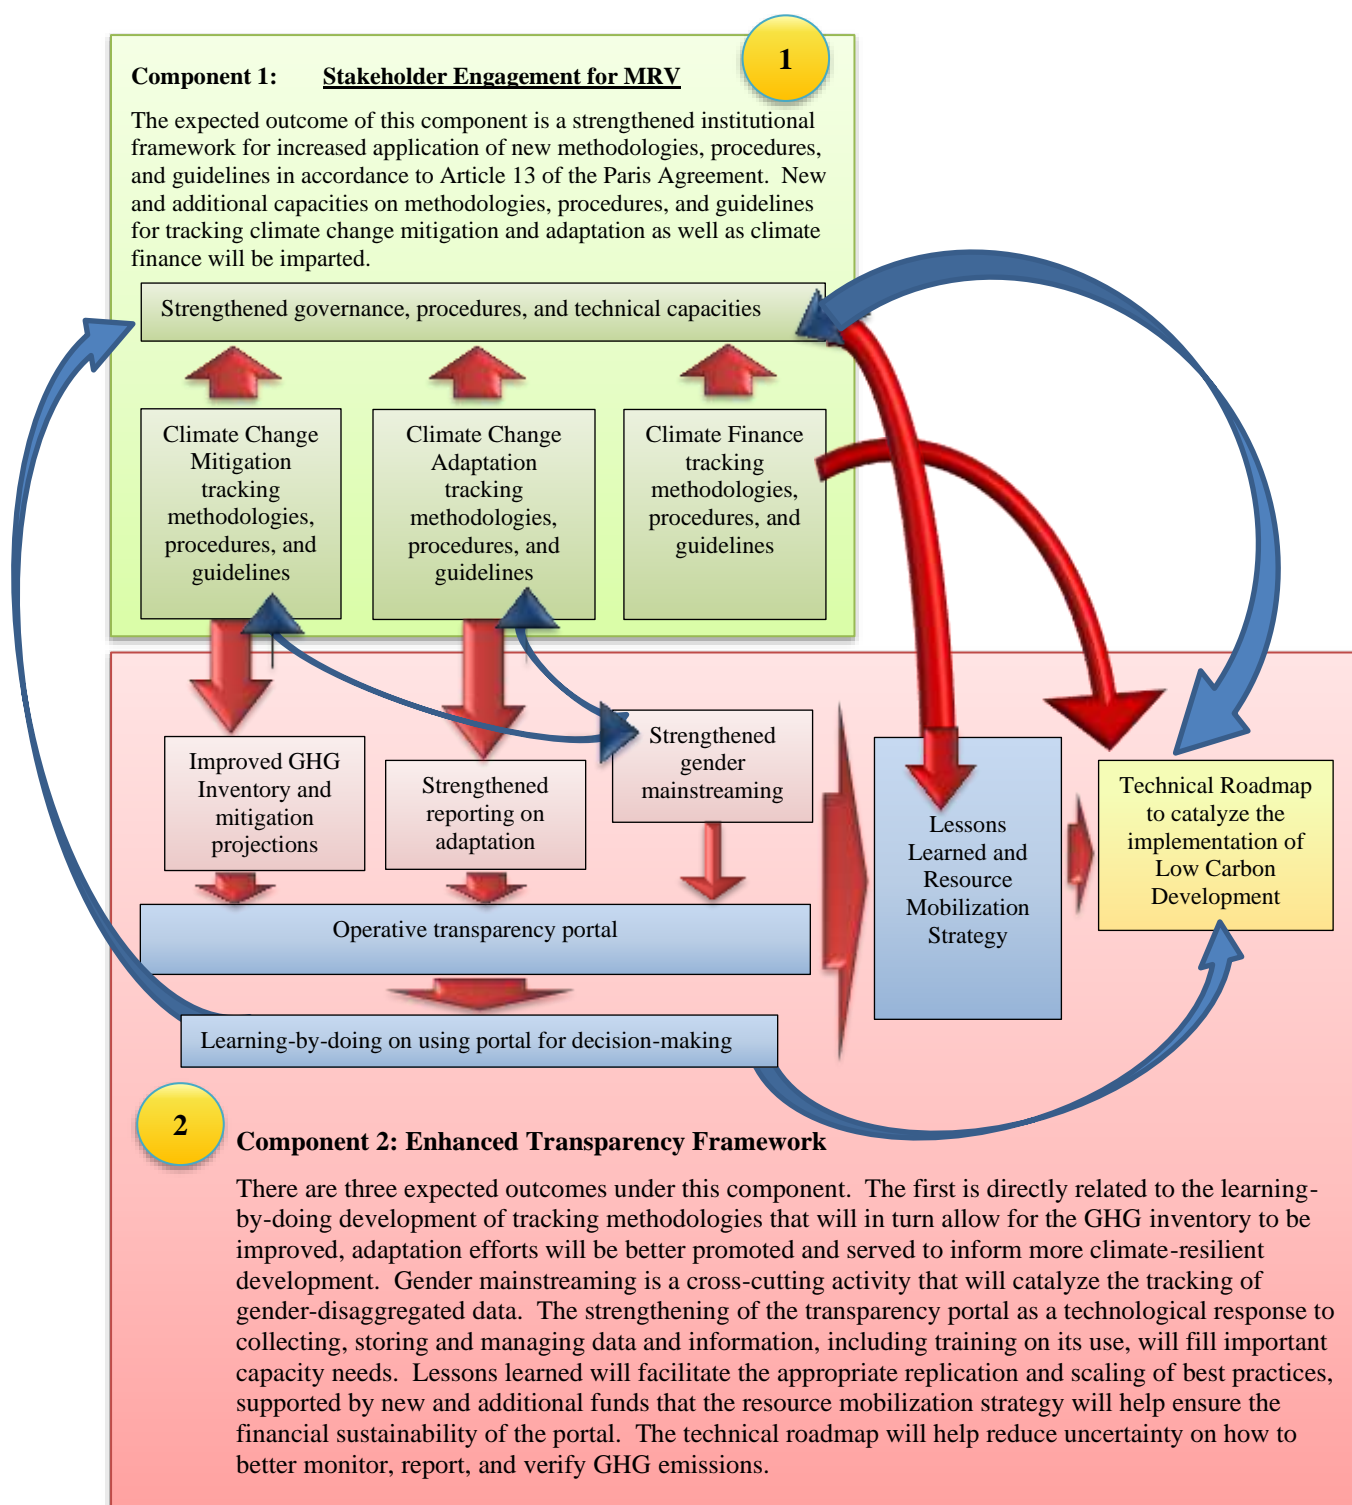 1
Component 1: Stakeholder Engagement for MRV
The expected outcome of this component is a strengthened institutional
framework for increased application of new methodologies, procedures,
and guidelines in accordance to Article 13 of the Paris Agreement. New
and additional capacities on methodologies, procedures, and guidelines
for tracking climate change mitigation and adaptation as well as climate
finance will be imparted.
Strengthened governance, procedures, and technical capacities
Climate Change
Mitigation
tracking
methodologies,
procedures, and
guidelines
Climate Change
Adaptation
tracking
methodologies,
procedures, and
guidelines
Climate Finance
tracking
methodologies,
procedures, and
guidelines
Improved GHG
Inventory and
mitigation
projections
Strengthened
reporting on
adaptation
Strengthened
gender
mainstreaming
Lessons
Learned and
Resource
Mobilization
Strategy
Technical Roadmap
to catalyze the
implementation of
Low Carbon
Development
Operative transparency portal
Learning-by-doing on using portal for decision-making
2
Component 2: Enhanced Transparency Framework
There are three expected outcomes under this component. The first is directly related to the learning-
by-doing development of tracking methodologies that will in turn allow for the GHG inventory to be
improved, adaptation efforts will be better promoted and served to inform more climate-resilient
development. Gender mainstreaming is a cross-cutting activity that will catalyze the tracking of
gender-disaggregated data. The strengthening of the transparency portal as a technological response to
collecting, storing and managing data and information, including training on its use, will fill important
capacity needs. Lessons learned will facilitate the appropriate replication and scaling of best practices,
supported by new and additional funds that the resource mobilization strategy will help ensure the
financial sustainability of the portal. The technical roadmap will help reduce uncertainty on how to
better monitor, report, and verify GHG emissions.